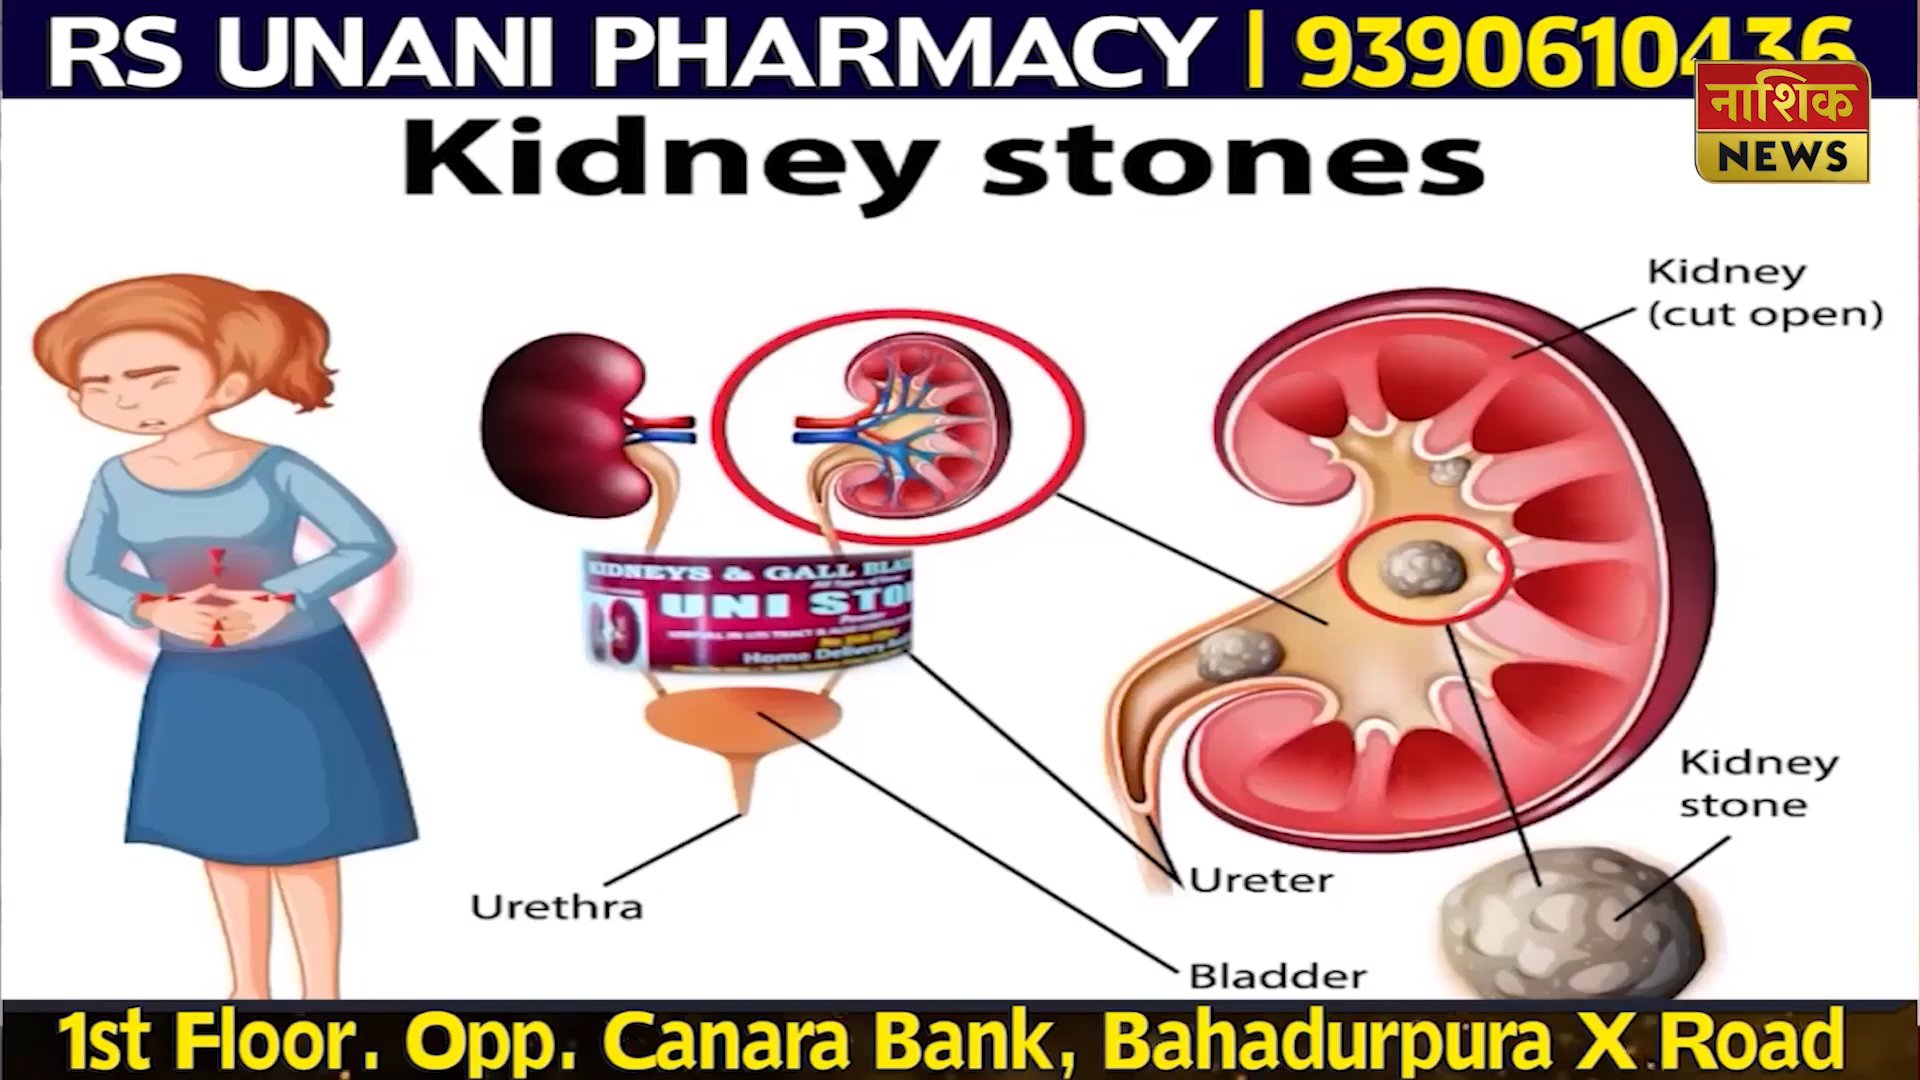 RS UNANI PHARMACY | 9390610436
नाशिक
NEWS
Kidney stones
Kidney
(cut open)
KIDNEYS & GALL BLA
UNI STO
Home Delivery
Kidney
stone
Urethra
Ureter
Bladder
1st Floor. Opp. Canara Bank, Bahadurpura X Road